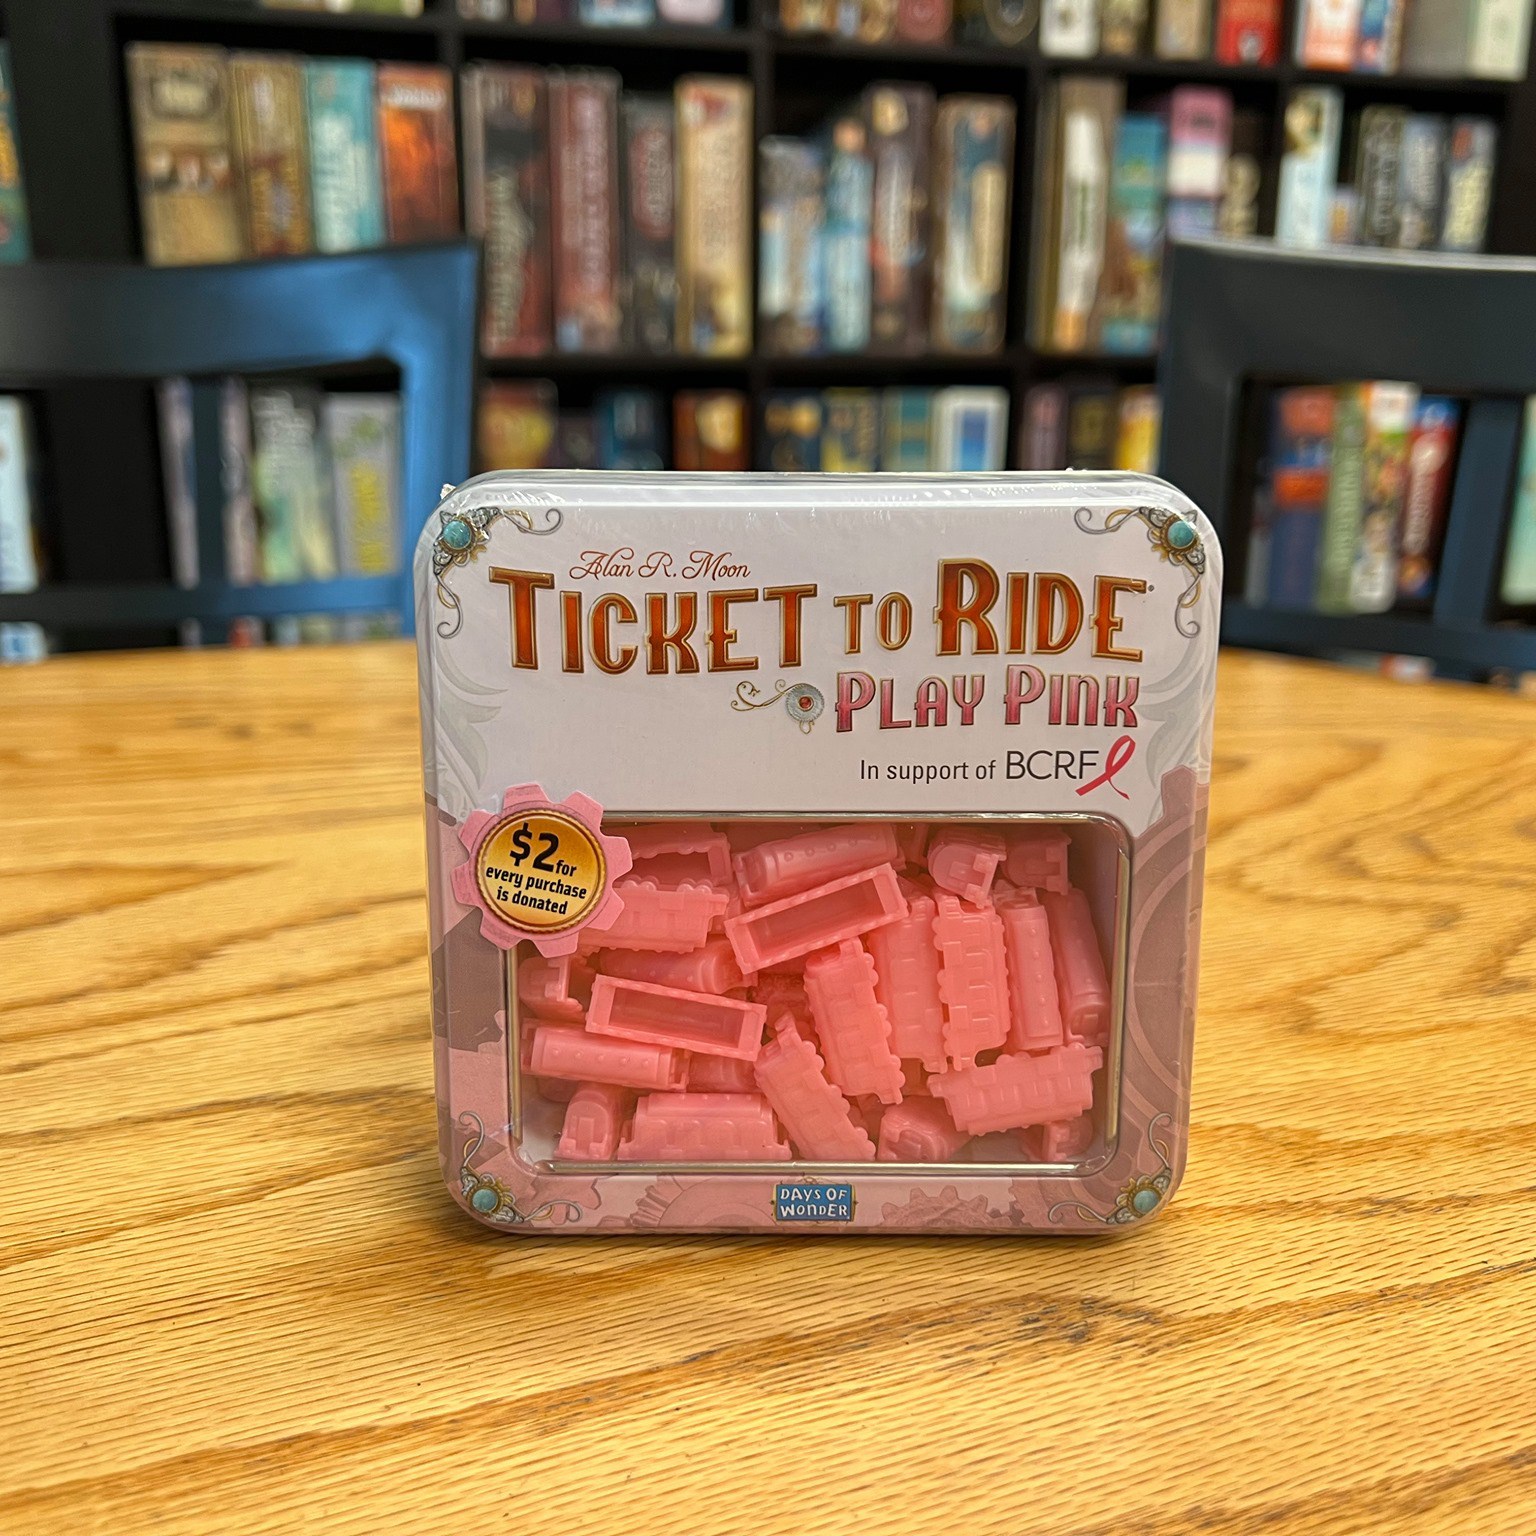 Alan R. Moon
TICKET TO RIDE®
PLAY PINK
In support of BCRF
$2 for
every purchase
is donated
DAYS OF
WONDER